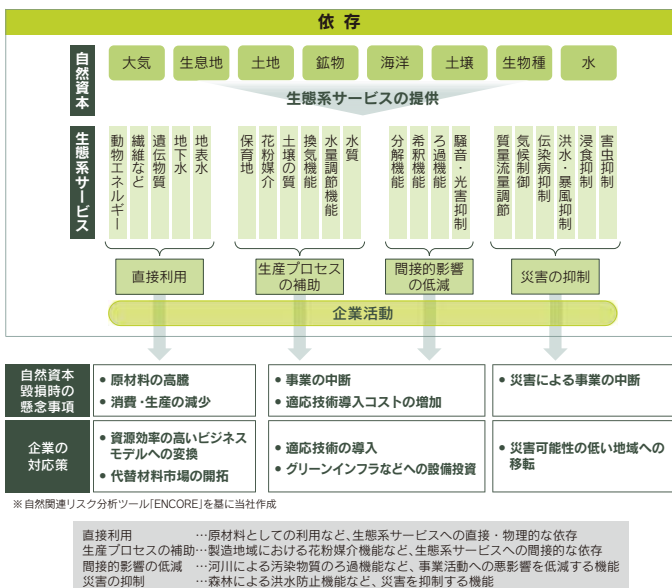 依存
自然資本
大気
生息地
土地
鉱物
海洋
土壌
生物種
水
生態系サービスの提供
生態系サービス
動物エネルギー
繊維など
遺伝物質
地下水
地表水
保育地
花粉媒介
土壌の質
換気機能
水量調節機能
水質
分解機能
希釈機能
ろ過機能
騒音・光害抑制
質量流量調節
気候制御
伝染病抑制
洪水・暴風抑制
浸食抑制
害虫抑制
直接利用
生産プロセス
の補助
間接的影響
の低減
災害の抑制
企業活動
自然資本
毀損時の
懸念事項
• 原材料の高騰
• 消費・生産の減少
• 事業の中断
• 適応技術導入コストの増加
• 災害による事業の中断
企業の
対応策
• 資源効率の高いビジネス
モデルへの変換
• 代替材料市場の開拓
• 適応技術の導入
• グリーンインフラなどへの設備投資
• 災害可能性の低い地域への
移転
※自然関連リスク分析ツール「ENCORE」を基に当社作成
直接利用 …原材料としての利用など、生態系サービスへの直接・物理的な依存
生産プロセスの補助…製造地域における花粉媒介機能など、生態系サービスへの間接的な依存
間接的影響の低減 …河川による汚染物質のろ過機能など、事業活動への悪影響を低減する機能
災害の抑制 …森林による洪水防止機能など、災害を抑制する機能